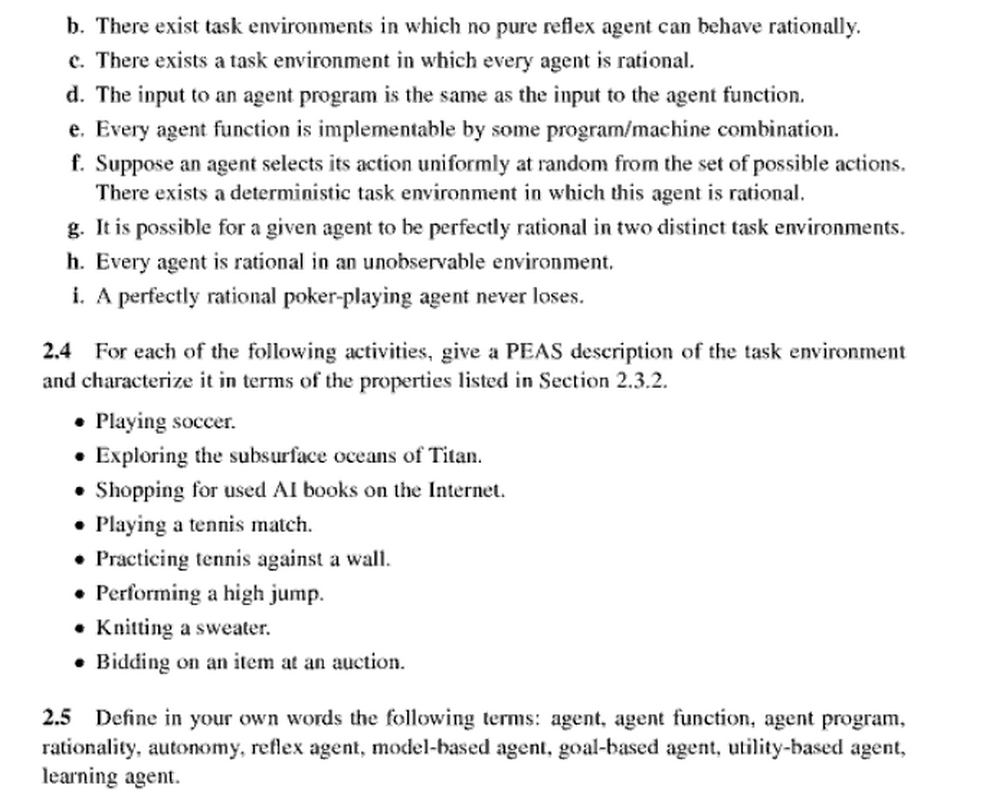 b. There exist task environments in which no pure reflex agent can behave rationally.
c. There exists a task environment in which every agent is rational.
d. The input to an agent program is the same as the input to the agent function.
e. Every agent function is implementable by some program/machine combination.
f. Suppose an agent selects its action uniformly at random from the set of possible actions.
There exists a deterministic task environment in which this agent is rational.
g. It is possible for a given agent to be perfectly rational in two distinct task environments.
h. Every agent is rational in an unobservable environment.
i. A perfectly rational poker-playing agent never loses.
2.4 For each of the following activities, give a PEAS description of the task environment
and characterize it in terms of the properties listed in Section 2.3.2.
• Playing soccer.
• Exploring the subsurface oceans of Titan.
• Shopping for used AI books on the Internet.
• Playing a tennis match.
• Practicing tennis against a wall.
• Performing a high jump.
• Knitting a sweater.
• Bidding on an item at an auction.
2.5 Define in your own words the following terms: agent, agent function, agent program,
rationality, autonomy, reflex agent, model-based agent, goal-based agent, utility-based agent,
learning agent.